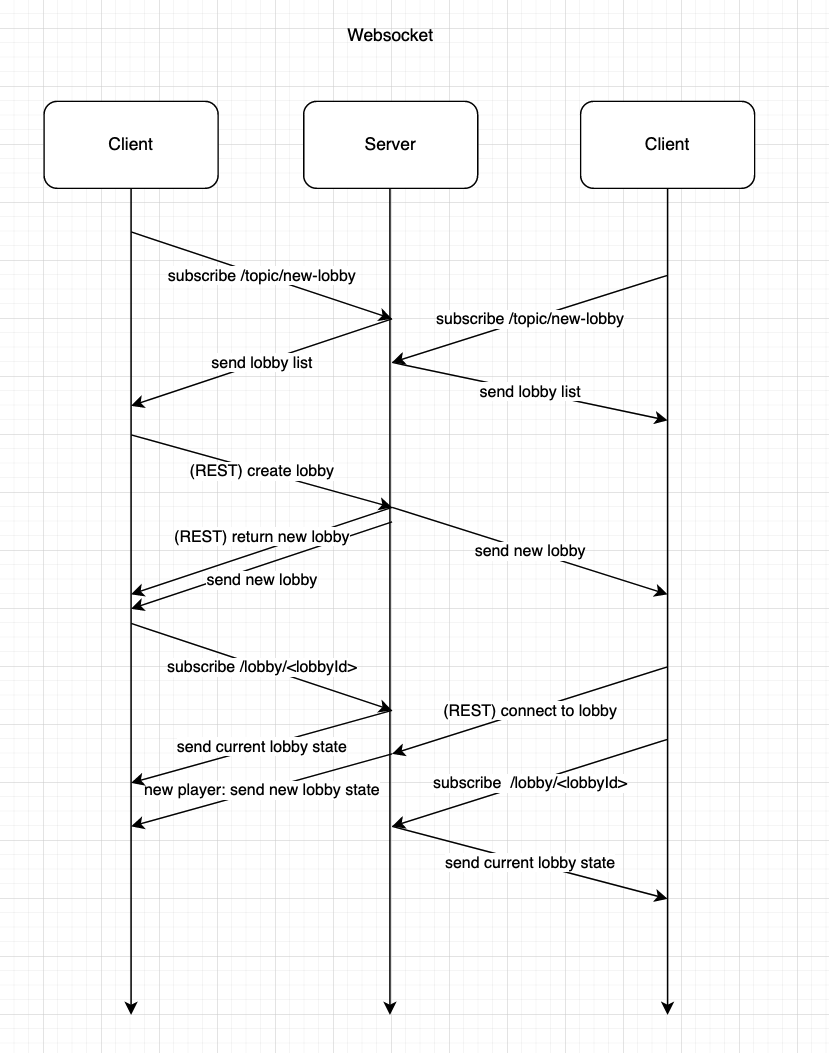 Websocket
Client
Server
Client
subscribe /topic/new-lobby
subscribe /topic/new-lobby
send lobby list
send lobby list
(REST) create lobby
(REST) return new lobby
send new lobby
send new lobby
subscribe /lobby/<lobbyId>
(REST) connect to lobby
send current lobby state
subscribe  /lobby/<lobbyId>
new player: send new lobby state
send current lobby state